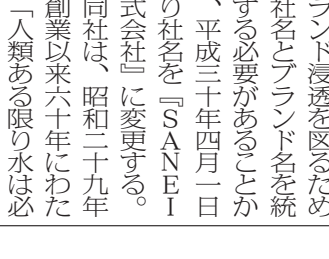 ランド浸透を図るため
社名とブランド名を統
する必要があることか
、平成三十年四月一日
り社名を『SANEI
式会社』に変更する。
同社は、昭和二十九年
創業以来六十年にわた
「人類ある限り水は必